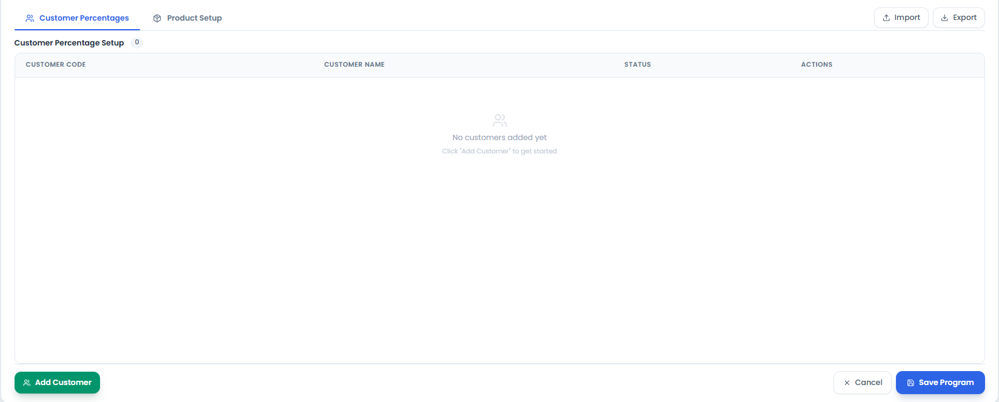 Customer Percentages Product Setup Import Export
Customer Percentage Setup 0
CUSTOMER CODE CUSTOMER NAME STATUS ACTIONS
No customers added yet
Click "Add Customer" to get started
Add Customer Cancel Save Program